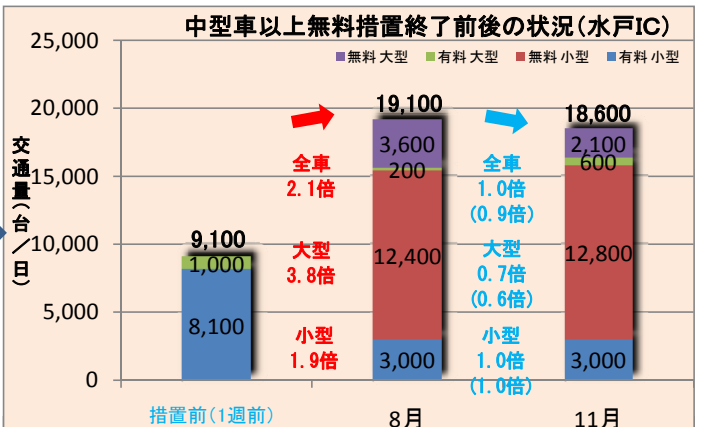 中型車以上無料措置終了前後の状況(水戸IC)
■無料 大型 ■有料 大型 ■無料 小型 ■有料 小型
交通量(台/日)
25,000
20,000
15,000
10,000
5,000
0
9,100
1,000
8,100
全車
2.1倍
大型
3.8倍
小型
1.9倍
19,100
3,600
200
12,400
3,000
全車
1.0倍
(0.9倍)
大型
0.7倍
(0.6倍)
小型
1.0倍
(1.0倍)
18,600
2,100
600
12,800
3,000
措置前(1週前)
8月
11月